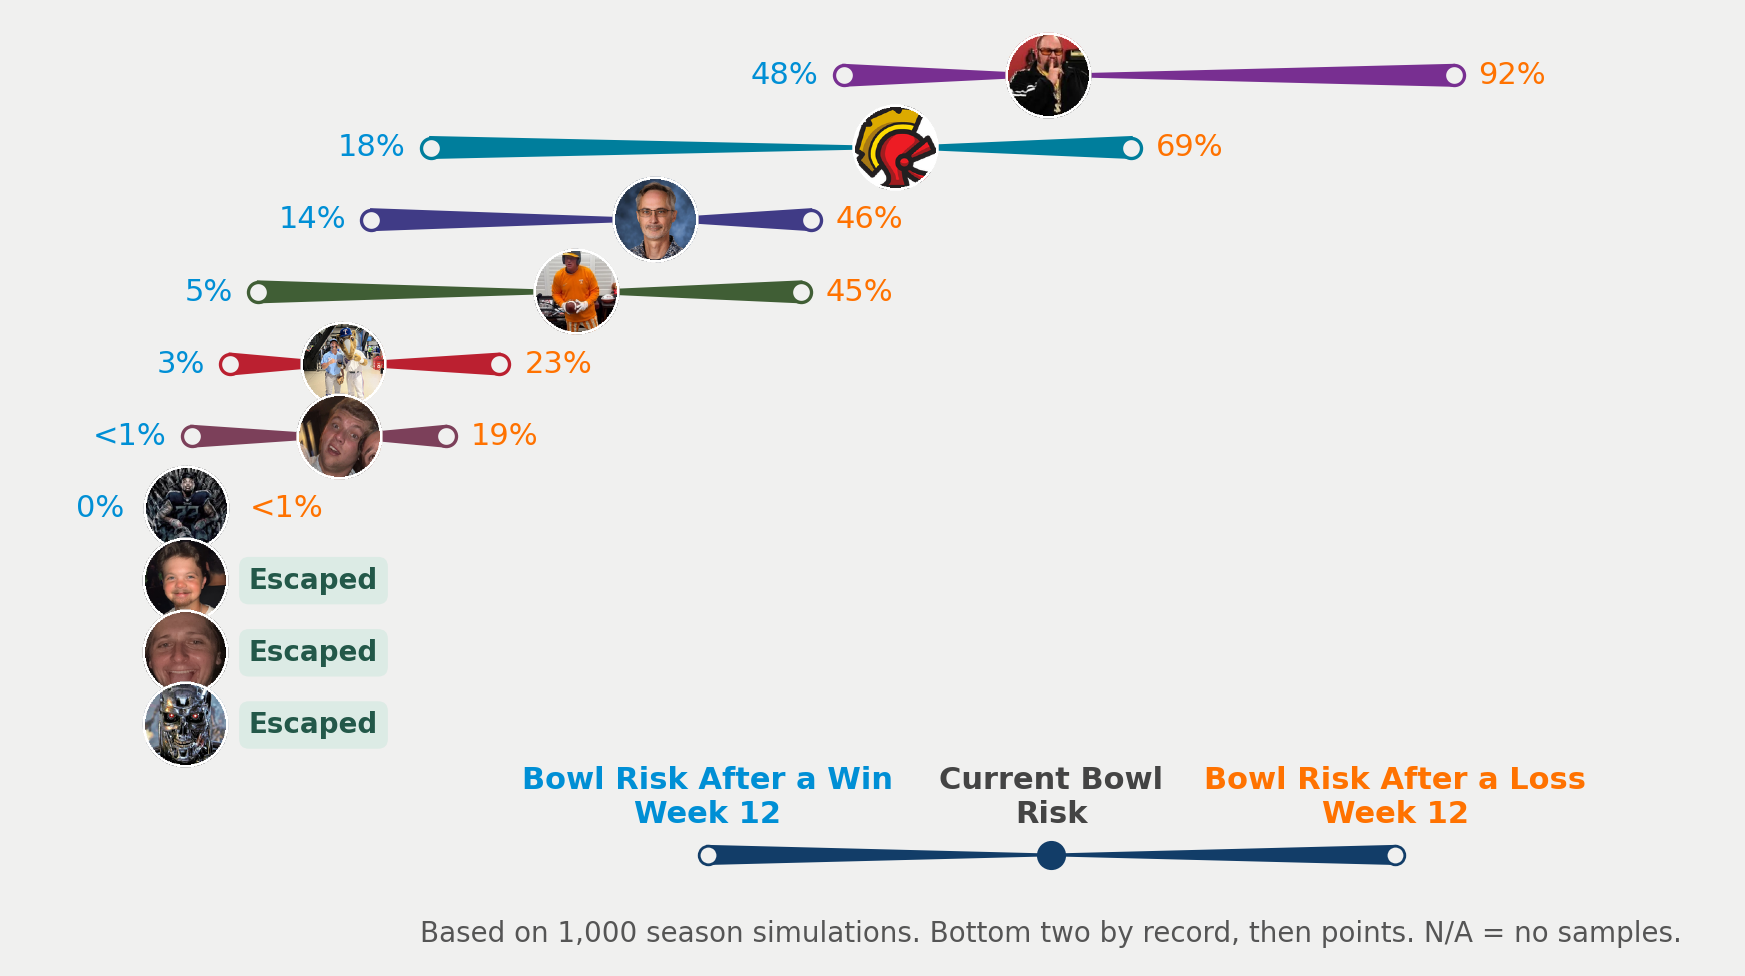 48% 92%
18% 69%
14% 46%
5% 45%
3% 23%
<1% 19%
0% <1%
Escaped
Escaped
Escaped
Bowl Risk After a Win Current Bowl Bowl Risk After a Loss
Week 12 Risk Week 12
Based on 1,000 season simulations. Bottom two by record, then points. N/A = no samples.